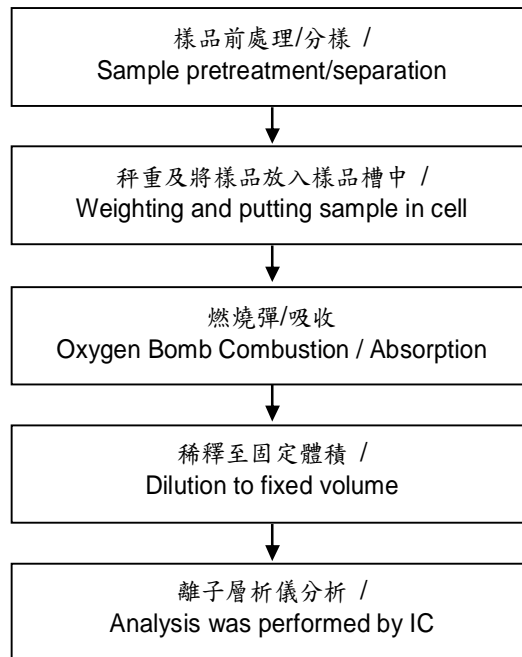 樣品前處理/分樣 /
Sample pretreatment/separation
秤重及將樣品放入樣品槽中 /
Weighting and putting sample in cell
燃燒彈/吸收
Oxygen Bomb Combustion / Absorption
稀釋至固定體積 /
Dilution to fixed volume
離子層析儀分析 /
Analysis was performed by IC